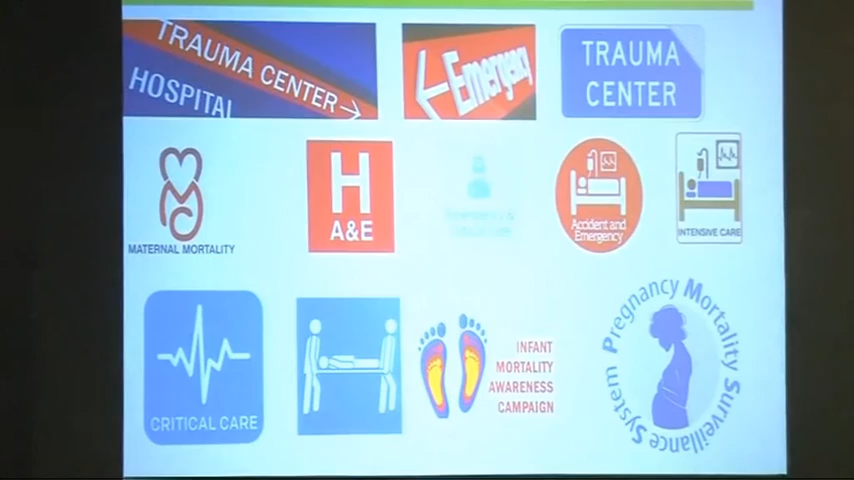 TRAUMA CENTER
HOSPITAL
Emergency
TRAUMA
CENTER
MATERNAL MORTALITY
H
A&E
Accident and
Emergency
INTENSIVE CARE
CRITICAL CARE
INFANT
MORTALITY
AWARENESS
CAMPAIGN
Pregnancy Mortality Surveillance System